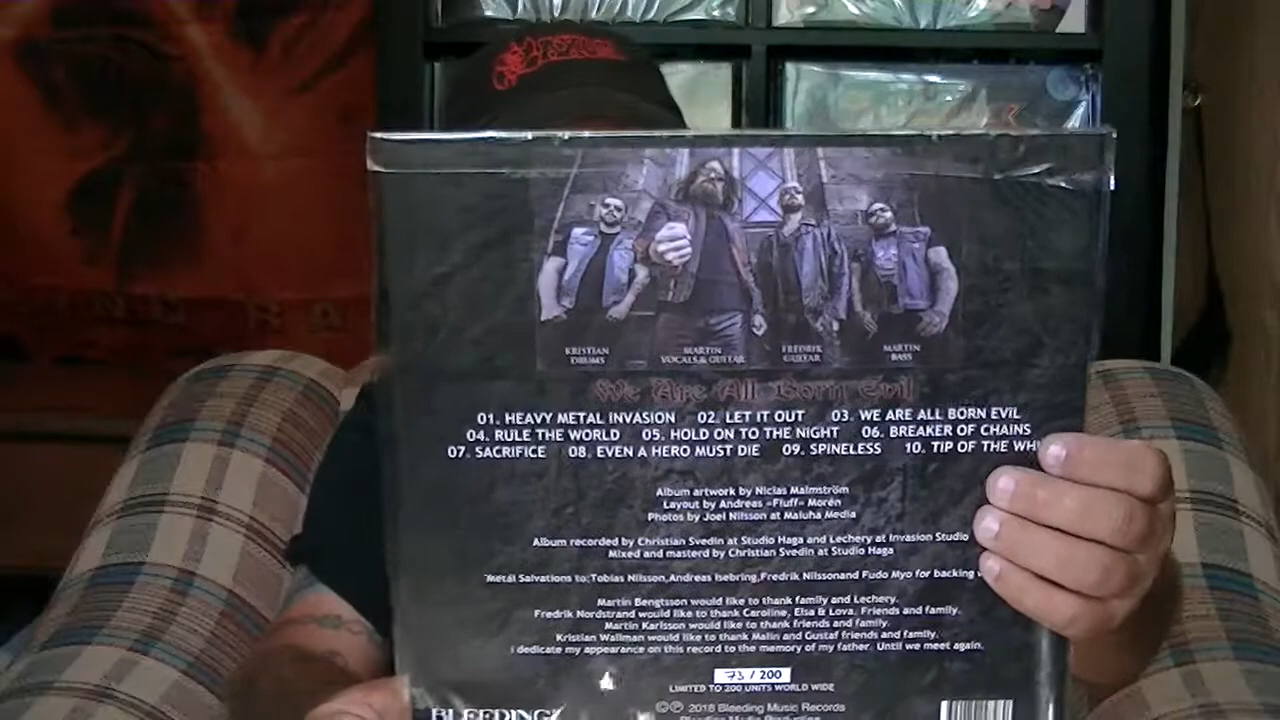 KRISTIAN MARTIN FREDRIK MARTIN
DRUMS VOCALS & GUITAR GUITAR BASS
We Are All Born Evil
01. HEAVY METAL INVASION 02. LET IT OUT 03. WE ARE ALL BORN EVIL
04. RULE THE WORLD 05. HOLD ON TO THE NIGHT 06. BREAKER OF CHAINS
07. SACRIFICE 08. EVEN A HERO MUST DIE 09. SPINELESS 10. TIP OF THE
Album artwork by Niclas Malmström
Layout by Andreas »Fluff« Morén
Photos by Joel Nilsson at Maluha Media
Album recorded by Christian Svedin at Studio Haga and Lechery at Invasion Studio
Mixed and masterd by Christian Svedin at Studio Haga
Metal Salvations to:Tobias Nilsson,Andreas Isebring,Fredrik Nilssonand Fudo Myo for backing
Martin Bengtsson would like to thank family and Lechery.
Fredrik Nordstrand would like to thank Caroline, Elsa & Lova. Friends and family.
Martin Karlsson would like to thank friends and family.
Kristian Wallman would like to thank Malin and Gustaf friends and family.
I dedicate my appearance on this record to the memory of my father. Until we meet again.
73 / 200
LIMITED TO 200 UNITS WORLD WIDE
BLEEDING
©℗ 2018 Bleeding Music Records
Bleeding Media Production